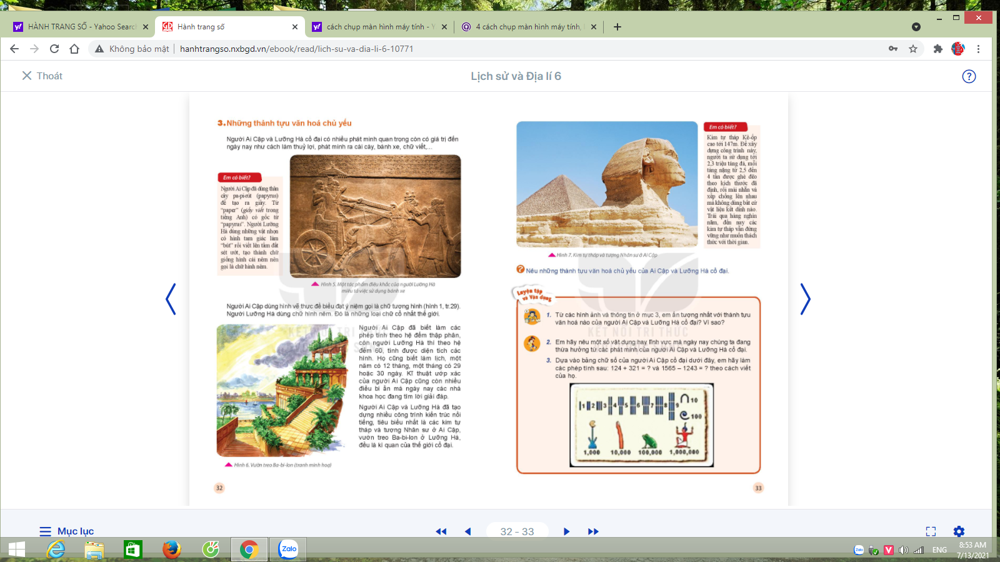 HÀNH TRANG SỐ - Yahoo Searc
Hành trang số
cách chụp màn hình máy tính - Y
4 cách chụp màn hình máy tính,
Không bảo mật
hanhtrangso.nxbgd.vn/ebook/read/lich-su-va-dia-li-6-10771
Thoát
Lịch sử và Địa lí 6
3. Những thành tựu văn hoá chủ yếu
Người Ai Cập và Lưỡng Hà cổ đại có nhiều phát minh quan trọng còn có giá trị đến
ngày nay như cách làm thuỷ lợi, phát minh ra cái cày, bánh xe, chữ viết,...
Em có biết?
Người Ai Cập đã dùng thân
cây pa-pi-rút (papyrus)
để tạo ra giấy. Từ
"paper" (giấy viết trong
tiếng Anh) có gốc từ
"papyrus". Người Lưỡng
Hà dùng những vật nhọn
có hình tam giác làm
"bút" rồi viết lên tấm đất
sét ướt, tạo thành chữ
giống hình cái nêm nên
gọi là chữ hình nêm.
Hình 5. Một tác phẩm điêu khắc của người Lưỡng Hà
miêu tả việc sử dụng bánh xe
Người Ai Cập dùng hình vẽ thực để biểu đạt ý niệm gọi là chữ tượng hình (hình 1, tr.29).
Người Lưỡng Hà dùng chữ hình nêm. Đó là những loại chữ cổ nhất thế giới.
Người Ai Cập đã biết làm các
phép tính theo hệ đếm thập phân,
còn người Lưỡng Hà thì theo hệ
đếm 60, tính được diện tích các
hình. Họ cũng biết làm lịch, một
năm có 12 tháng, một tháng có 29
hoặc 30 ngày. Kĩ thuật ướp xác
của người Ai Cập cũng còn nhiều
điều bí ẩn mà ngày nay các nhà
khoa học đang tìm lời giải đáp.
Người Ai Cập và Lưỡng Hà đã tạo
dựng nhiều công trình kiến trúc nổi
tiếng, tiêu biểu nhất là các kim tự
tháp và tượng Nhân sư ở Ai Cập,
vườn treo Ba-bi-lon ở Lưỡng Hà,
đều là kì quan của thế giới cổ đại.
Hình 6. Vườn treo Ba-bi-lon (tranh minh hoạ)
32
Em có biết?
Kim tự tháp Kê-ốp
cao tới 147m. Để xây
dựng công trình này,
người ta sử dụng tới
2,3 triệu tảng đá, mỗi
tảng nặng từ 2,5 đến
4 tấn được ghè đẽo
theo kích thước đã
định, rồi mài nhẵn và
xếp chồng lên nhau
mà không dùng bất cứ
vật liệu kết dính nào.
Trải qua hàng nghìn
năm, đến nay các
kim tự tháp vẫn đứng
vững như muốn thách
thức với thời gian.
Hình 7. Kim tự tháp và tượng Nhân sư ở Ai Cập
? Nêu những thành tựu văn hoá chủ yếu của Ai Cập và Lưỡng Hà cổ đại.
Luyện tập
và Vận dụng
1. Từ các hình ảnh và thông tin ở mục 3, em ấn tượng nhất với thành tựu
văn hoá nào của người Ai Cập và Lưỡng Hà cổ đại? Vì sao?
KẾT NỐI TRI THỨC
2. Em hãy nêu một số vật dụng hay lĩnh vực mà ngày nay chúng ta đang
thừa hưởng từ các phát minh của người Ai Cập và Lưỡng Hà cổ đại.
3. Dựa vào bảng chữ số của người Ai Cập cổ đại dưới đây, em hãy làm
các phép tính sau: 124 + 321 = ? và 1565 – 1243 = ? theo cách viết
của họ.
1 2 3 4 5 6 7 8 9 10
100
1,000 10,000 100,000 1,000,000
33
Mục lục
32 - 33
Zalo
Zalo
ENG
8:53 AM
7/13/2021